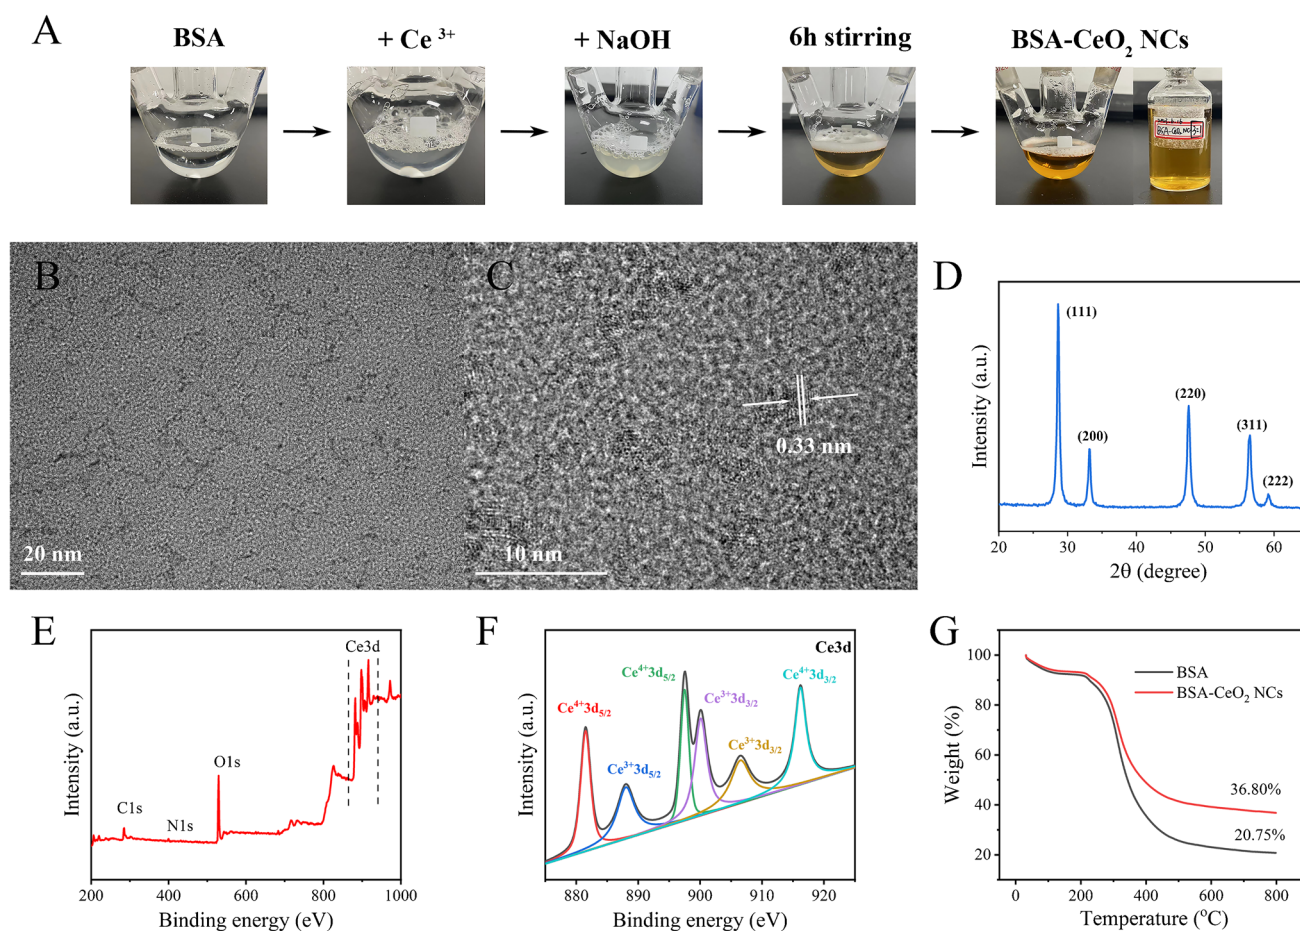 A
BSA
+ Ce ³⁺
+ NaOH
6h stirring
BSA-CeO₂ NCs
BSA-CeO₂ NCs
B
20 nm
C
0.33 nm
10 nm
D
Intensity (a.u.)
(111)
(200)
(220)
(311)
(222)
20 30 40 50 60
2θ (degree)
E
Intensity (a.u.)
C1s
N1s
O1s
Ce3d
200 400 600 800 1000
Binding energy (eV)
F
Intensity (a.u.)
Ce3d
Ce⁴⁺3d₅/₂
Ce³⁺3d₅/₂
Ce⁴⁺3d₅/₂
Ce³⁺3d₃/₂
Ce³⁺3d₃/₂
Ce⁴⁺3d₃/₂
880 890 900 910 920
Binding energy (eV)
G
Weight (%)
100
80
60
40
20
BSA
BSA-CeO₂ NCs
36.80%
20.75%
0 200 400 600 800
Temperature (°C)